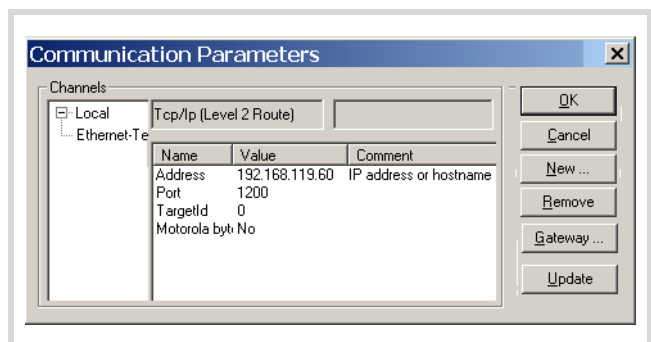 Communication Parameters
Channels
Local
Ethernet-Te
Tcp/Ip (Level 2 Route)
Name Value Comment
Address 192.168.119.60 IP address or hostname
Port 1200
TargetId 0
Motorola byt No
OK
Cancel
New ...
Remove
Gateway ...
Update